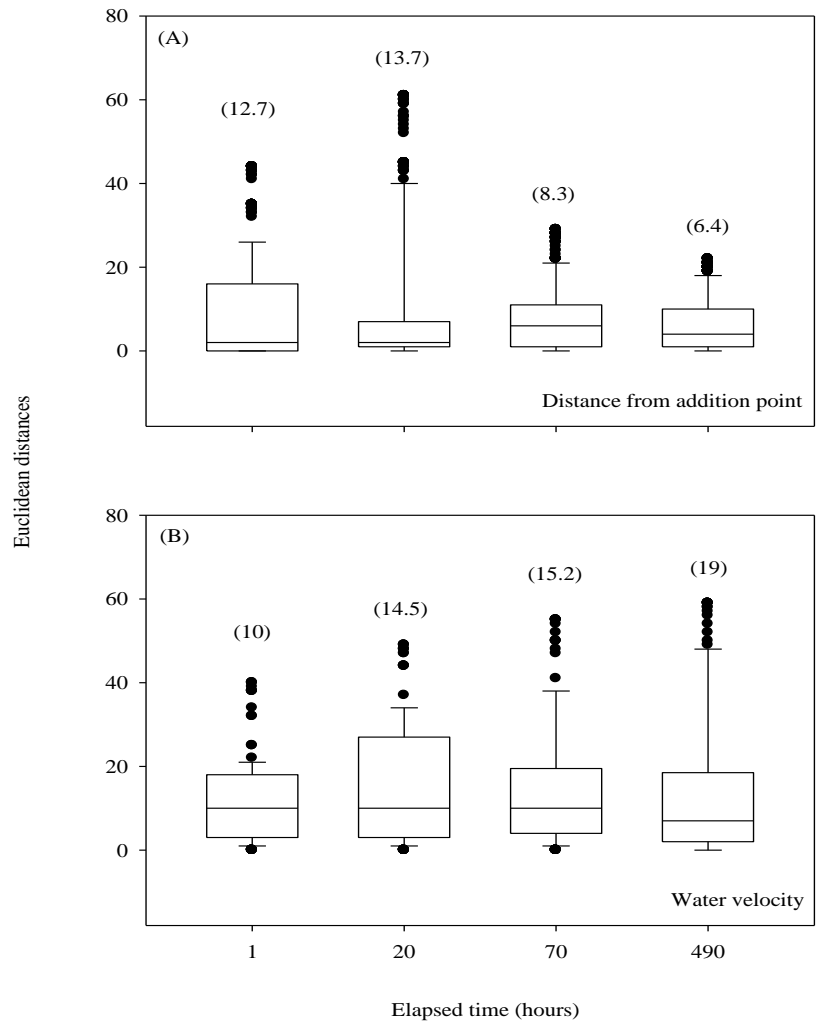 80
(A)
(13.7)
(12.7)
60
(8.3)
40
(6.4)
20
0
Distance from addition point
Euclidean distances
80
(B)
(19)
(15.2)
(14.5)
60
(10)
40
20
0
Water velocity
1 20 70 490
Elapsed time (hours)